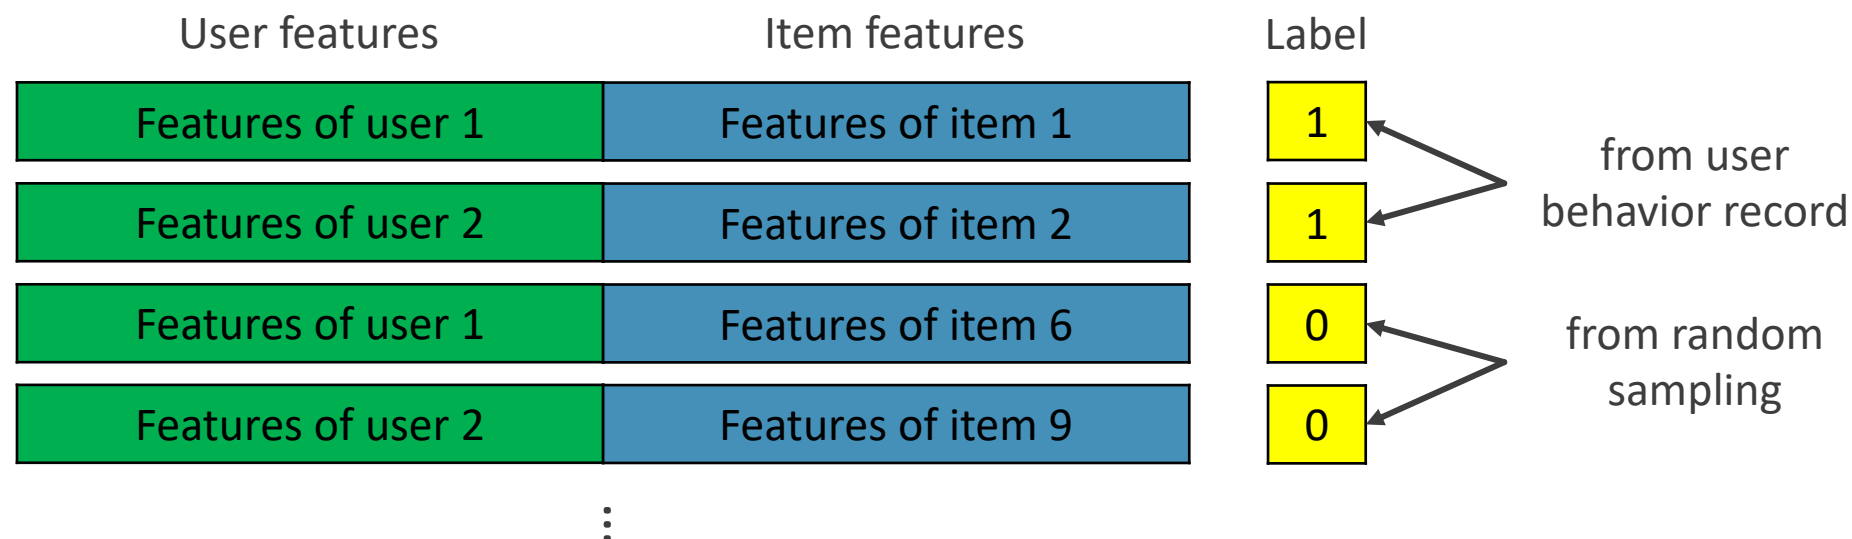 User features Item features Label
Features of user 1 Features of item 1 1
Features of user 2 Features of item 2 1
from user
behavior record
Features of user 1 Features of item 6 0
Features of user 2 Features of item 9 0
from random
sampling
⋮